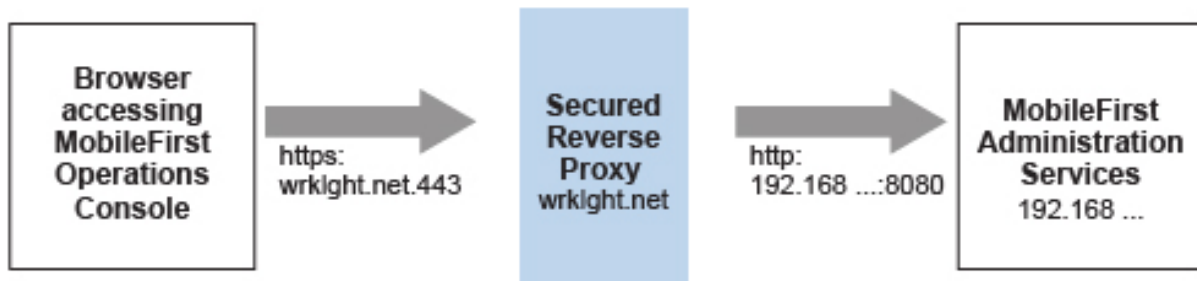 Browser
accessing
MobileFirst
Operations
Console
https:
wrklght.net.443
Secured
Reverse
Proxy
wrklght.net
http:
192.168 ...:8080
MobileFirst
Administration
Services
192.168 ...